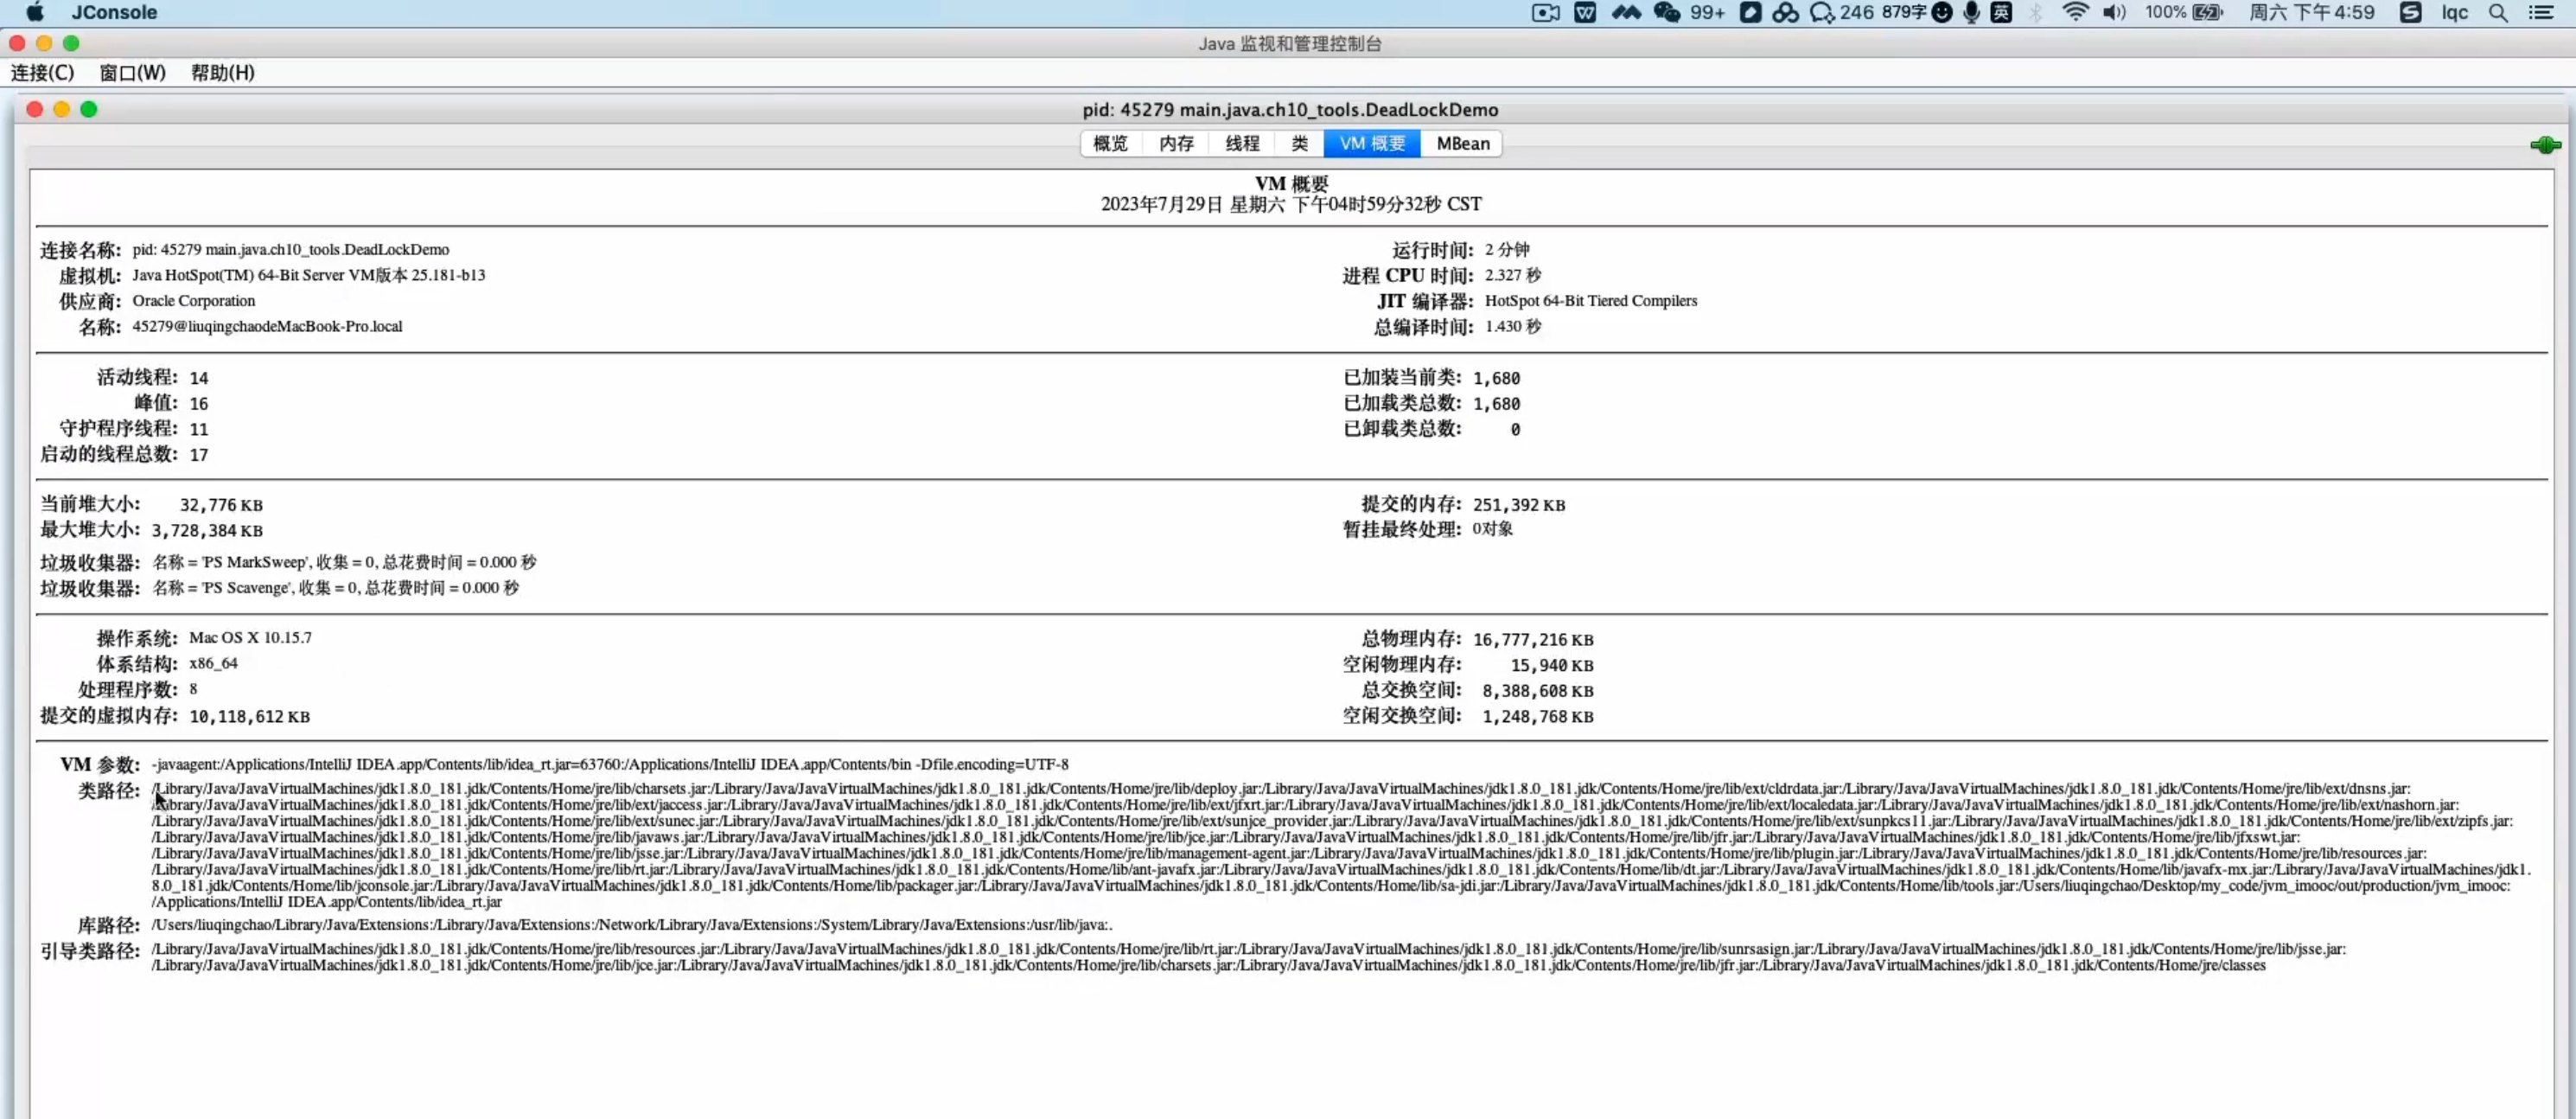 JConsole
99+ 246 879字 英 100% 周六 下午4:59 lqc
Java 监视和管理控制台
连接(C) 窗口(W) 帮助(H)
pid: 45279 main.java.ch10_tools.DeadLockDemo
概览 内存 线程 类 VM 概要 MBean
VM 概要
2023年7月29日 星期六 下午04时59分32秒 CST
连接名称: pid: 45279 main.java.ch10_tools.DeadLockDemo
虚拟机: Java HotSpot(TM) 64-Bit Server VM版本 25.181-b13
供应商: Oracle Corporation
名称: 45279@liuqingchaodeMacBook-Pro.local
运行时间: 2 分钟
进程 CPU 时间: 2.327 秒
JIT 编译器: HotSpot 64-Bit Tiered Compilers
总编译时间: 1.430 秒
活动线程: 14
峰值: 16
守护程序线程: 11
启动的线程总数: 17
已加装当前类: 1,680
已加载类总数: 1,680
已卸载类总数: 0
当前堆大小: 32,776 KB
最大堆大小: 3,728,384 KB
提交的内存: 251,392 KB
暂挂最终处理: 0对象
垃圾收集器: 名称 = 'PS MarkSweep', 收集 = 0, 总花费时间 = 0.000 秒
垃圾收集器: 名称 = 'PS Scavenge', 收集 = 0, 总花费时间 = 0.000 秒
操作系统: Mac OS X 10.15.7
体系结构: x86_64
处理程序数: 8
提交的虚拟内存: 10,118,612 KB
总物理内存: 16,777,216 KB
空闲物理内存: 15,940 KB
总交换空间: 8,388,608 KB
空闲交换空间: 1,248,768 KB
VM 参数: -javaagent:/Applications/IntelliJ IDEA.app/Contents/lib/idea_rt.jar=63760:/Applications/IntelliJ IDEA.app/Contents/bin -Dfile.encoding=UTF-8
类路径: /Library/Java/JavaVirtualMachines/jdk1.8.0_181.jdk/Contents/Home/jre/lib/charsets.jar:/Library/Java/JavaVirtualMachines/jdk1.8.0_181.jdk/Contents/Home/jre/lib/deploy.jar:/Library/Java/JavaVirtualMachines/jdk1.8.0_181.jdk/Contents/Home/jre/lib/ext/cldrdata.jar:/Library/Java/JavaVirtualMachines/jdk1.8.0_181.jdk/Contents/Home/jre/lib/ext/dnsns.jar:
/Library/Java/JavaVirtualMachines/jdk1.8.0_181.jdk/Contents/Home/jre/lib/ext/jaccess.jar:/Library/Java/JavaVirtualMachines/jdk1.8.0_181.jdk/Contents/Home/jre/lib/ext/jfxrt.jar:/Library/Java/JavaVirtualMachines/jdk1.8.0_181.jdk/Contents/Home/jre/lib/ext/localedata.jar:/Library/Java/JavaVirtualMachines/jdk1.8.0_181.jdk/Contents/Home/jre/lib/ext/nashorn.jar:
/Library/Java/JavaVirtualMachines/jdk1.8.0_181.jdk/Contents/Home/jre/lib/ext/sunec.jar:/Library/Java/JavaVirtualMachines/jdk1.8.0_181.jdk/Contents/Home/jre/lib/ext/sunjce_provider.jar:/Library/Java/JavaVirtualMachines/jdk1.8.0_181.jdk/Contents/Home/jre/lib/ext/sunpkcs11.jar:/Library/Java/JavaVirtualMachines/jdk1.8.0_181.jdk/Contents/Home/jre/lib/ext/zipfs.jar:
/Library/Java/JavaVirtualMachines/jdk1.8.0_181.jdk/Contents/Home/jre/lib/javaws.jar:/Library/Java/JavaVirtualMachines/jdk1.8.0_181.jdk/Contents/Home/jre/lib/jce.jar:/Library/Java/JavaVirtualMachines/jdk1.8.0_181.jdk/Contents/Home/jre/lib/jfr.jar:/Library/Java/JavaVirtualMachines/jdk1.8.0_181.jdk/Contents/Home/jre/lib/jfxswt.jar:
/Library/Java/JavaVirtualMachines/jdk1.8.0_181.jdk/Contents/Home/jre/lib/jsse.jar:/Library/Java/JavaVirtualMachines/jdk1.8.0_181.jdk/Contents/Home/jre/lib/management-agent.jar:/Library/Java/JavaVirtualMachines/jdk1.8.0_181.jdk/Contents/Home/jre/lib/plugin.jar:/Library/Java/JavaVirtualMachines/jdk1.8.0_181.jdk/Contents/Home/jre/lib/resources.jar:
/Library/Java/JavaVirtualMachines/jdk1.8.0_181.jdk/Contents/Home/jre/lib/rt.jar:/Library/Java/JavaVirtualMachines/jdk1.8.0_181.jdk/Contents/Home/lib/ant-javafx.jar:/Library/Java/JavaVirtualMachines/jdk1.8.0_181.jdk/Contents/Home/lib/dt.jar:/Library/Java/JavaVirtualMachines/jdk1.8.0_181.jdk/Contents/Home/lib/javafx-mx.jar:/Library/Java/JavaVirtualMachines/jdk1.
8.0_181.jdk/Contents/Home/lib/jconsole.jar:/Library/Java/JavaVirtualMachines/jdk1.8.0_181.jdk/Contents/Home/lib/packager.jar:/Library/Java/JavaVirtualMachines/jdk1.8.0_181.jdk/Contents/Home/lib/sa-jdi.jar:/Library/Java/JavaVirtualMachines/jdk1.8.0_181.jdk/Contents/Home/lib/tools.jar:/Users/liuqingchao/Desktop/my_code/jvm_imooc/out/production/jvm_imooc:
/Applications/IntelliJ IDEA.app/Contents/lib/idea_rt.jar
库路径: /Users/liuqingchao/Library/Java/Extensions:/Library/Java/Extensions:/Network/Library/Java/Extensions:/System/Library/Java/Extensions:/usr/lib/java:.
引导类路径: /Library/Java/JavaVirtualMachines/jdk1.8.0_181.jdk/Contents/Home/jre/lib/resources.jar:/Library/Java/JavaVirtualMachines/jdk1.8.0_181.jdk/Contents/Home/jre/lib/rt.jar:/Library/Java/JavaVirtualMachines/jdk1.8.0_181.jdk/Contents/Home/jre/lib/sunrsasign.jar:/Library/Java/JavaVirtualMachines/jdk1.8.0_181.jdk/Contents/Home/jre/lib/jsse.jar:
/Library/Java/JavaVirtualMachines/jdk1.8.0_181.jdk/Contents/Home/jre/lib/jce.jar:/Library/Java/JavaVirtualMachines/jdk1.8.0_181.jdk/Contents/Home/jre/lib/charsets.jar:/Library/Java/JavaVirtualMachines/jdk1.8.0_181.jdk/Contents/Home/jre/lib/jfr.jar:/Library/Java/JavaVirtualMachines/jdk1.8.0_181.jdk/Contents/Home/jre/classes